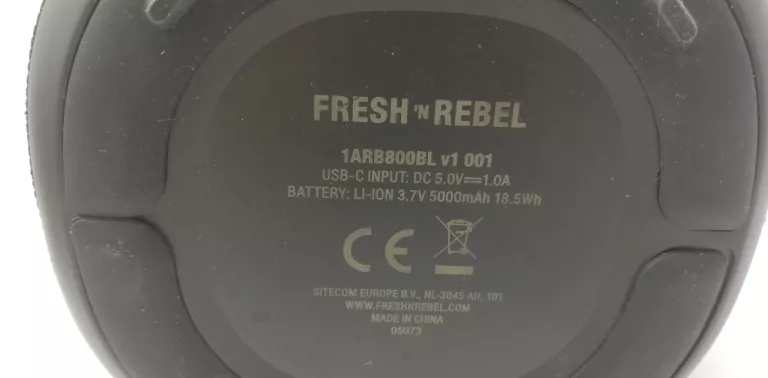 FRESH 'N REBEL
1ARB800BL v1 001
USB-C INPUT: DC 5.0V⎓1.0A
BATTERY: LI-ION 3.7V 5000mAh 18.5Wh
CE
SITECOM EUROPE B.V., NL-3045 AH, 101
WWW.FRESHNREBEL.COM
MADE IN CHINA
05073